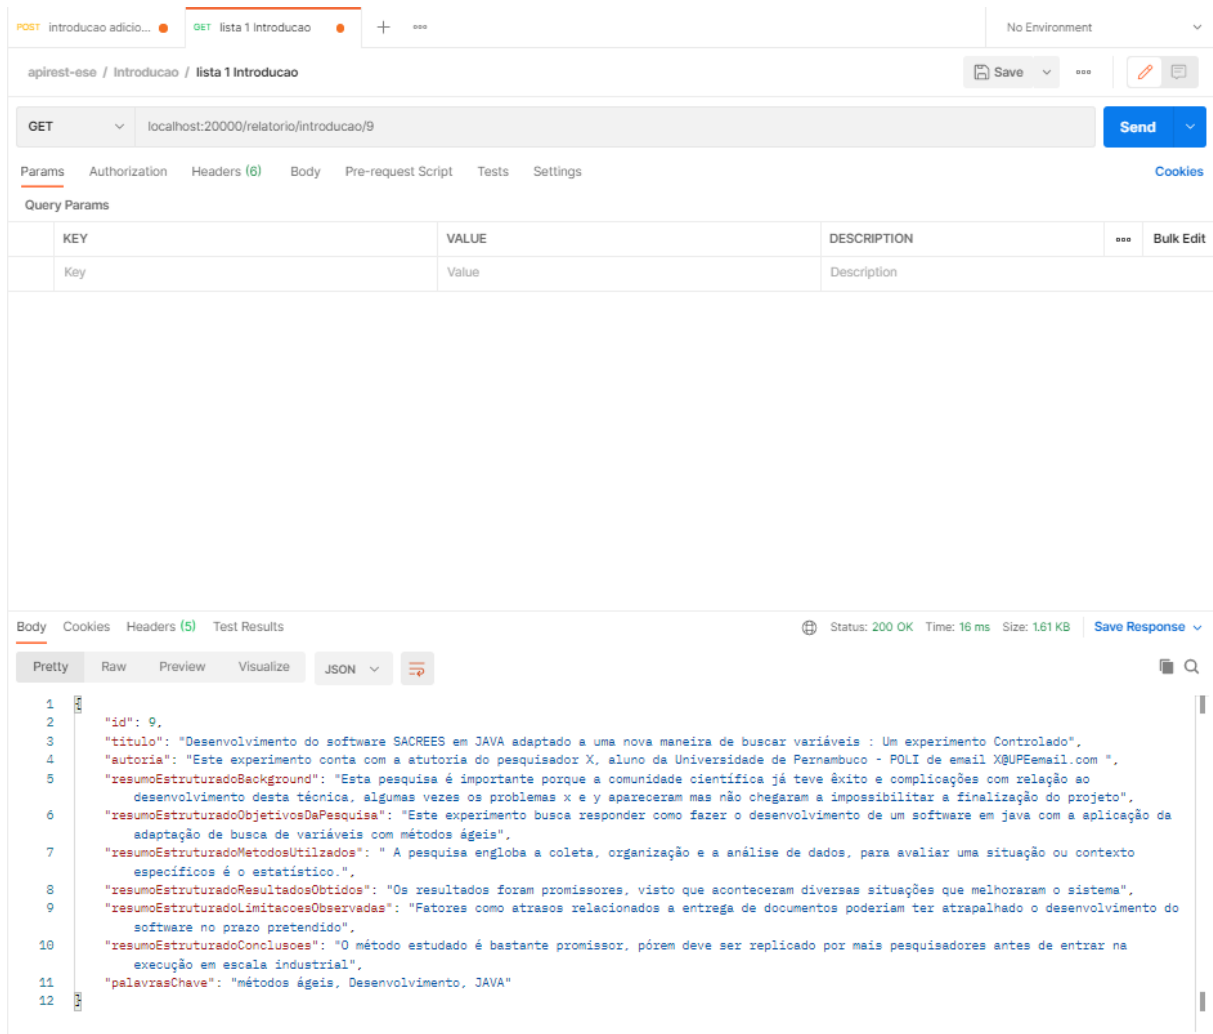 POST introducao adicio... GET lista 1 Introducao No Environment
apirest-ese / Introducao / lista 1 Introducao Save
GET localhost:20000/relatorio/introducao/9 Send
Params Authorization Headers (6) Body Pre-request Script Tests Settings Cookies
Query Params
KEY VALUE DESCRIPTION Bulk Edit
Key Value Description
Body Cookies Headers (5) Test Results Status: 200 OK Time: 16 ms Size: 1.61 KB Save Response
Pretty Raw Preview Visualize JSON
1 {
2 "id": 9,
3 "titulo": "Desenvolvimento do software SACREES em JAVA adaptado a uma nova maneira de buscar variáveis : Um experimento Controlado",
4 "autoria": "Este experimento conta com a atutoria do pesquisador X, aluno da Universidade de Pernambuco - POLI de email X@UPEemail.com ",
5 "resumoEstruturadoBackground": "Esta pesquisa é importante porque a comunidade científica já teve êxito e complicações com relação ao
desenvolvimento desta técnica, algumas vezes os problemas x e y apareceram mas não chegaram a impossibilitar a finalização do projeto",
6 "resumoEstruturadoObjetivosDaPesquisa": "Este experimento busca responder como fazer o desenvolvimento de um software em java com a aplicação da
adaptação de busca de variáveis com métodos ágeis",
7 "resumoEstruturadoMetodosUtilzados": " A pesquisa engloba a coleta, organização e a análise de dados, para avaliar uma situação ou contexto
específicos é o estatístico.",
8 "resumoEstruturadoResultadosObtidos": "Os resultados foram promissores, visto que aconteceram diversas situações que melhoraram o sistema",
9 "resumoEstruturadoLimitacoesObservadas": "Fatores como atrasos relacionados a entrega de documentos poderiam ter atrapalhado o desenvolvimento do
software no prazo pretendido",
10 "resumoEstruturadoConclusoes": "O método estudado é bastante promissor, pórem deve ser replicado por mais pesquisadores antes de entrar na
execução em escala industrial",
11 "palavrasChave": "métodos ágeis, Desenvolvimento, JAVA"
12 }